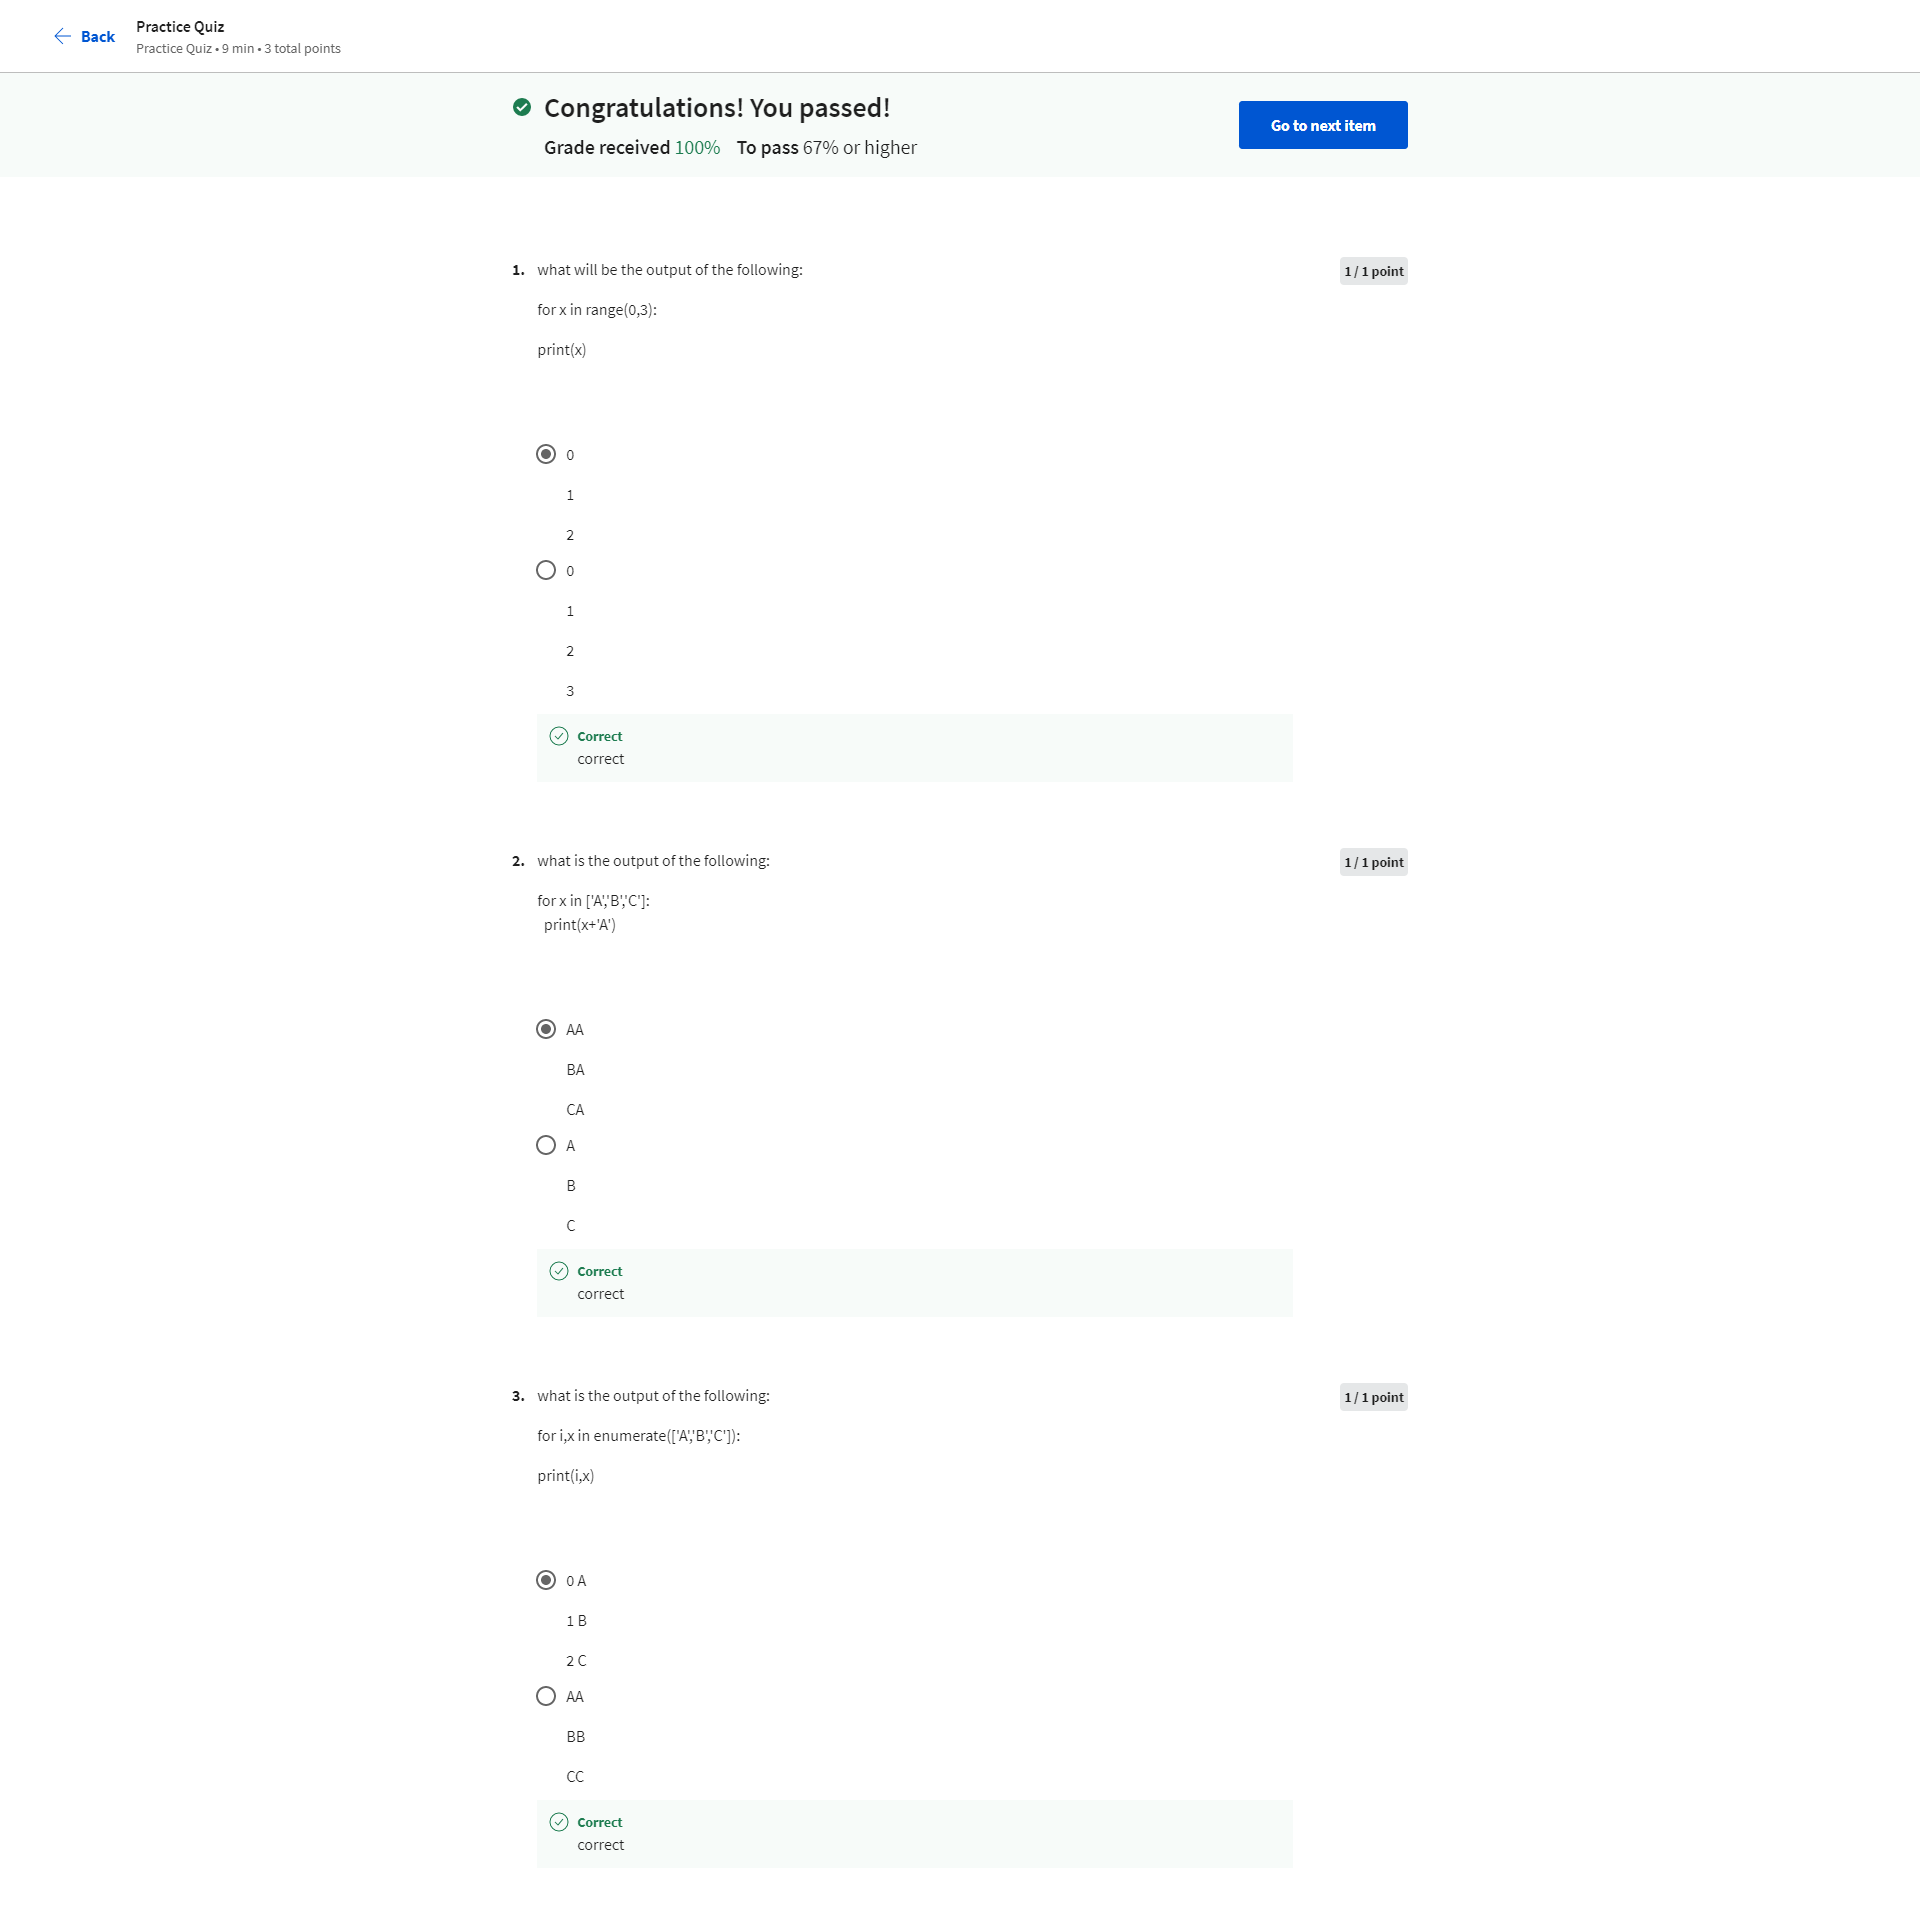 Back
Practice Quiz
Practice Quiz • 9 min • 3 total points
Congratulations! You passed!
Grade received 100% To pass 67% or higher
Go to next item
1. what will be the output of the following:
1 / 1 point
for x in range(0,3):
print(x)
0
1
2
0
1
2
3
Correct
correct
2. what is the output of the following:
1 / 1 point
for x in ['A','B','C']:
print(x+'A')
AA
BA
CA
A
B
C
Correct
correct
3. what is the output of the following:
1 / 1 point
for i,x in enumerate(['A','B','C']):
print(i,x)
0 A
1 B
2 C
AA
BB
CC
Correct
correct